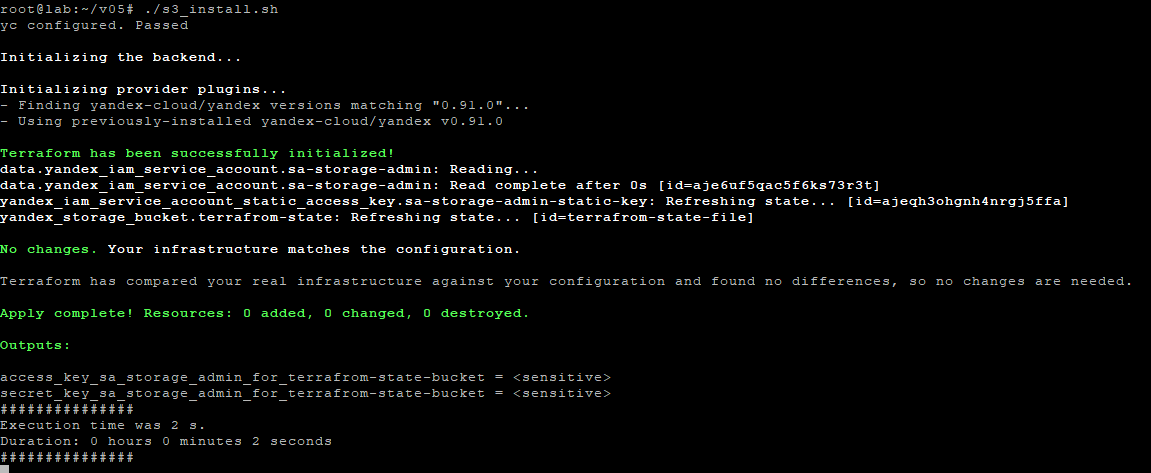 root@lab:~/v05# ./s3_install.sh
yc configured. Passed
Initializing the backend...
Initializing provider plugins...
- Finding yandex-cloud/yandex versions matching "0.91.0"...
- Using previously-installed yandex-cloud/yandex v0.91.0
Terraform has been successfully initialized!
data.yandex_iam_service_account.sa-storage-admin: Reading...
data.yandex_iam_service_account.sa-storage-admin: Read complete after 0s [id=aje6uf5qac5f6ks73r3t]
yandex_iam_service_account_static_access_key.sa-storage-admin-static-key: Refreshing state... [id=ajeqh3ohgnh4nrgj5ffa]
yandex_storage_bucket.terrafrom-state: Refreshing state... [id=terrafrom-state-file]
No changes. Your infrastructure matches the configuration.
Terraform has compared your real infrastructure against your configuration and found no differences, so no changes are needed.
Apply complete! Resources: 0 added, 0 changed, 0 destroyed.
Outputs:
access_key_sa_storage_admin_for_terrafrom-state-bucket = <sensitive>
secret_key_sa_storage_admin_for_terrafrom-state-bucket = <sensitive>
###############
Execution time was 2 s.
Duration: 0 hours 0 minutes 2 seconds
###############